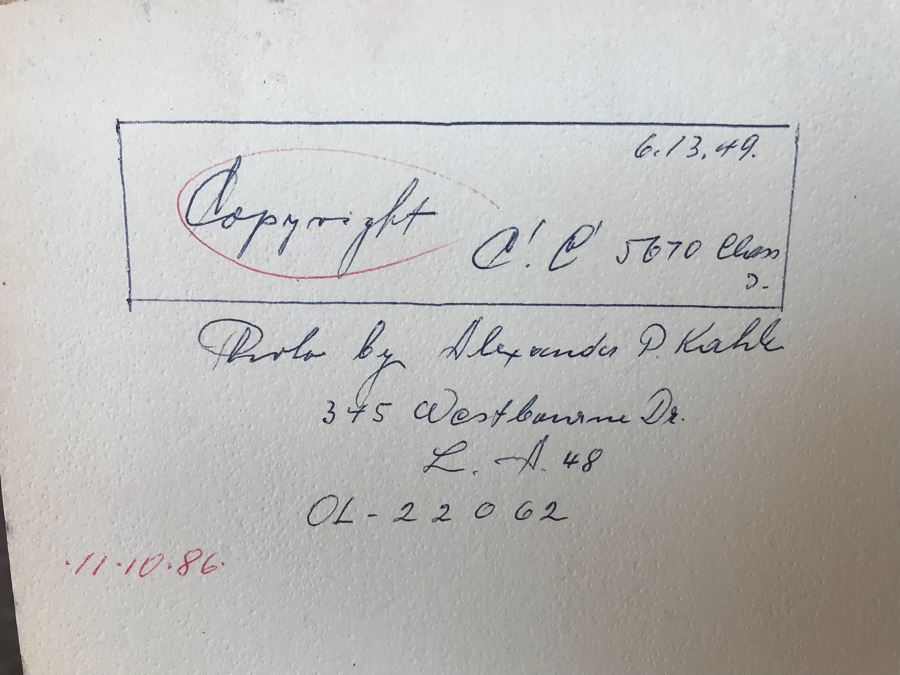 6.13.49.
Copyright
C! C! 5670 Class
D.
Photo by Alexander P. Kahle
345 Westbourne Dr.
L. A. 48
OL-22062
.11.10.86.